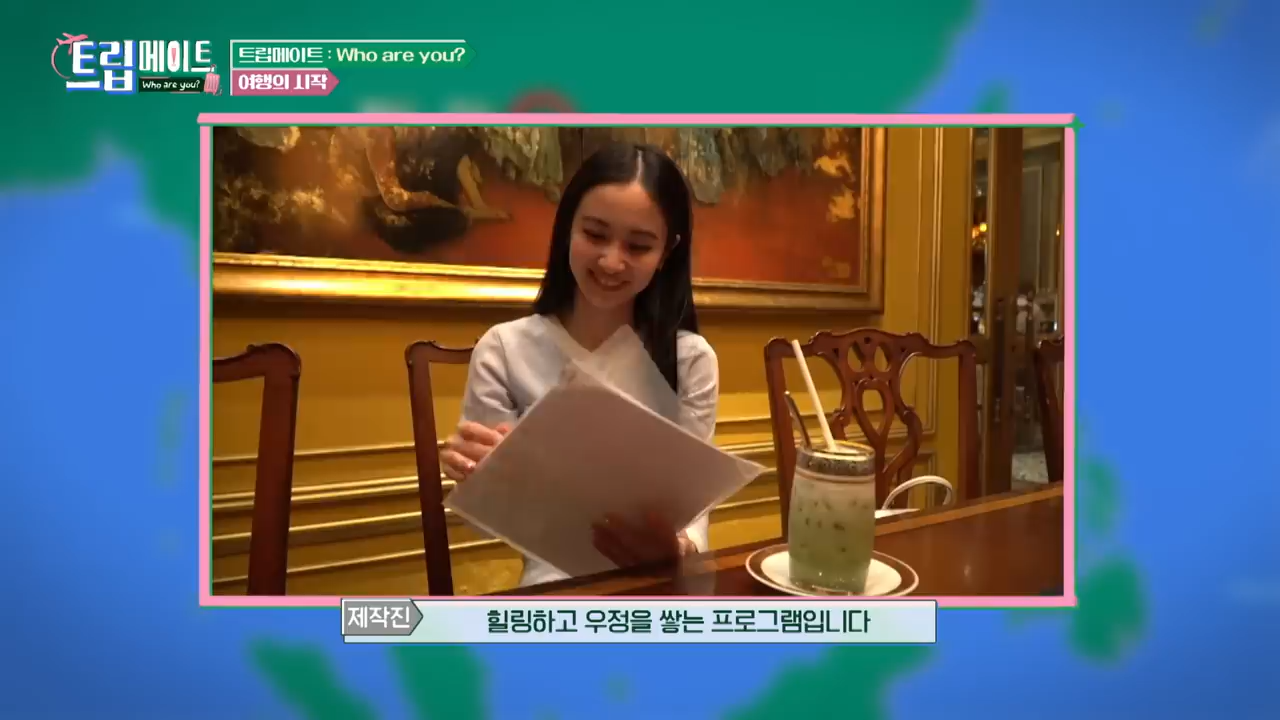 트립메이트
Who are you?
트립메이트 : Who are you?
여행의 시작
제작진
힐링하고 우정을 쌓는 프로그램입니다